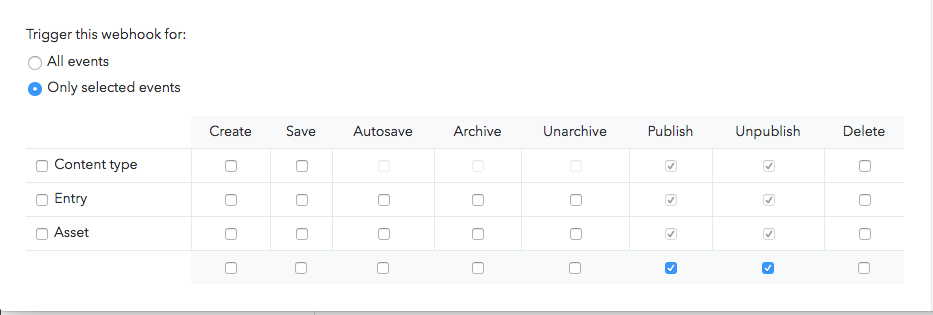 Trigger this webhook for:
All events
Only selected events
Create Save Autosave Archive Unarchive Publish Unpublish Delete
Content type
Entry
Asset